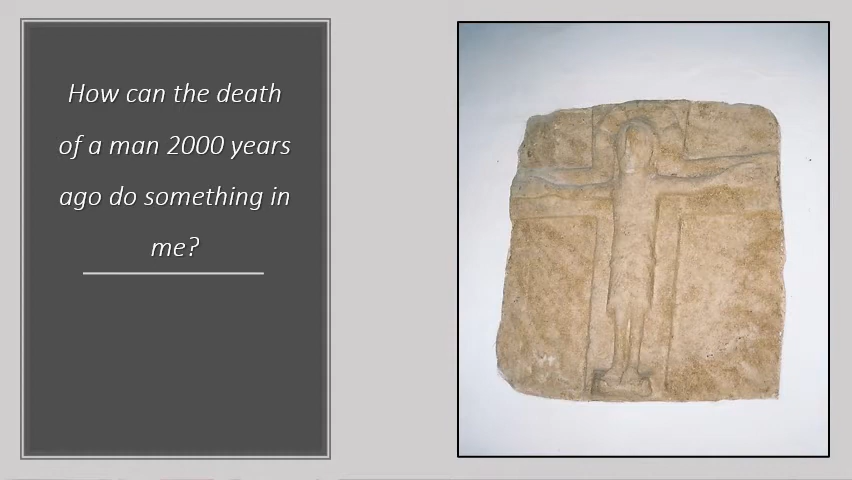 How can the death
of a man 2000 years
ago do something in
me?